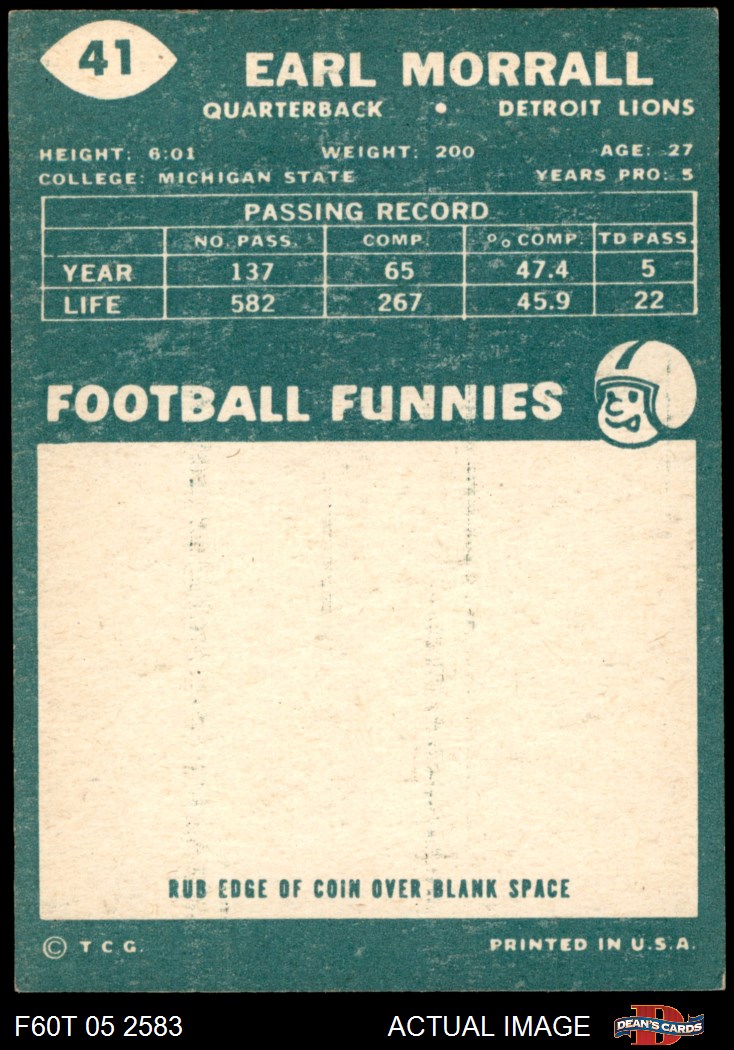 41
EARL MORRALL
QUARTERBACK • DETROIT LIONS
HEIGHT: 6:01 WEIGHT: 200 AGE: 27
COLLEGE: MICHIGAN STATE YEARS PRO: 5
PASSING RECORD
NO. PASS. COMP. % COMP. TD PASS.
YEAR 137 65 47.4 5
LIFE 582 267 45.9 22
FOOTBALL FUNNIES
RUB EDGE OF COIN OVER BLANK SPACE
© T.C.G. PRINTED IN U.S.A.
F60T 05 2583 ACTUAL IMAGE D DEAN'S CARDS